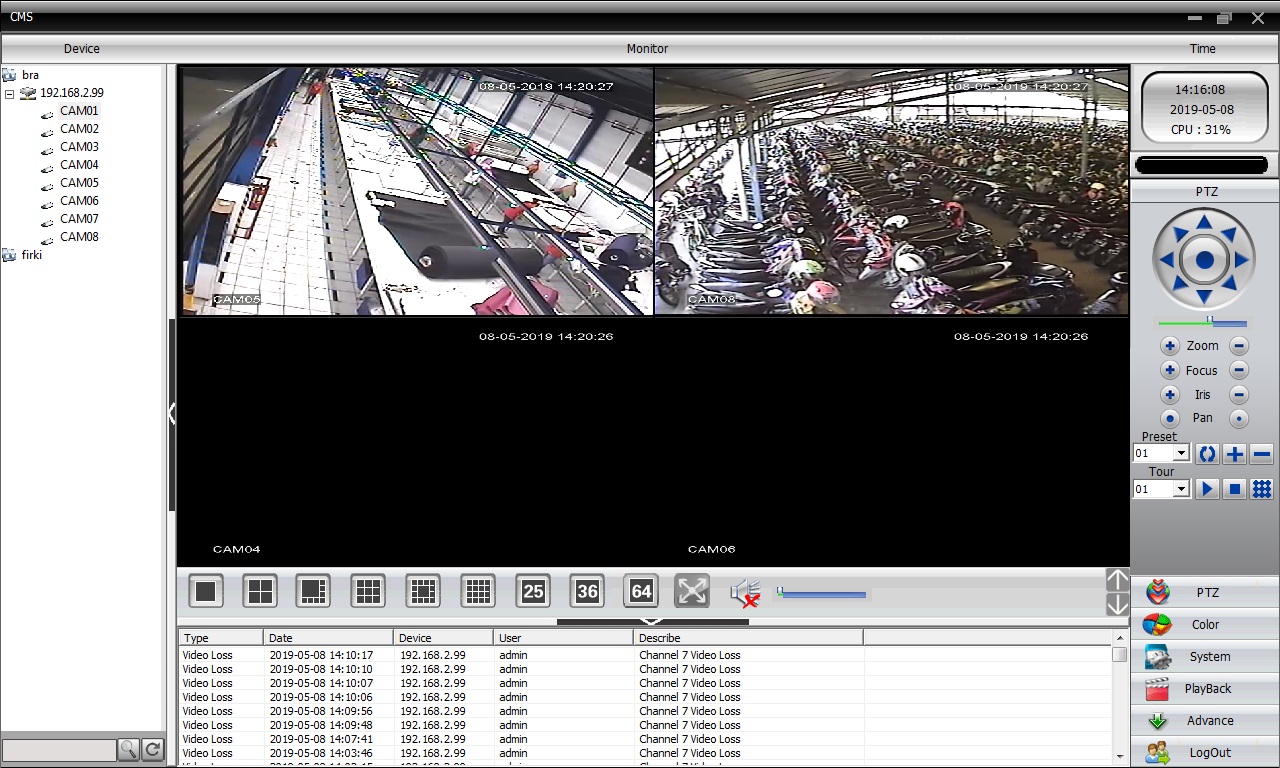 CMS
Device
Monitor
Time
bra
192.168.2.99
CAM01
CAM02
CAM03
CAM04
CAM05
CAM06
CAM07
CAM08
firki
08-05-2019 14:20:27
CAM05
08-05-2019 14:20:27
CAM08
08-05-2019 14:20:26
CAM04
08-05-2019 14:20:26
CAM06
14:16:08
2019-05-08
CPU : 31%
PTZ
Zoom
Focus
Iris
Pan
Preset
01
Tour
01
25 36 64
PTZ
Color
System
PlayBack
Advance
LogOut
Type Date Device User Describe
Video Loss 2019-05-08 14:10:17 192.168.2.99 admin Channel 7 Video Loss
Video Loss 2019-05-08 14:10:10 192.168.2.99 admin Channel 7 Video Loss
Video Loss 2019-05-08 14:10:07 192.168.2.99 admin Channel 7 Video Loss
Video Loss 2019-05-08 14:10:06 192.168.2.99 admin Channel 7 Video Loss
Video Loss 2019-05-08 14:09:56 192.168.2.99 admin Channel 7 Video Loss
Video Loss 2019-05-08 14:09:48 192.168.2.99 admin Channel 7 Video Loss
Video Loss 2019-05-08 14:07:41 192.168.2.99 admin Channel 7 Video Loss
Video Loss 2019-05-08 14:03:46 192.168.2.99 admin Channel 7 Video Loss